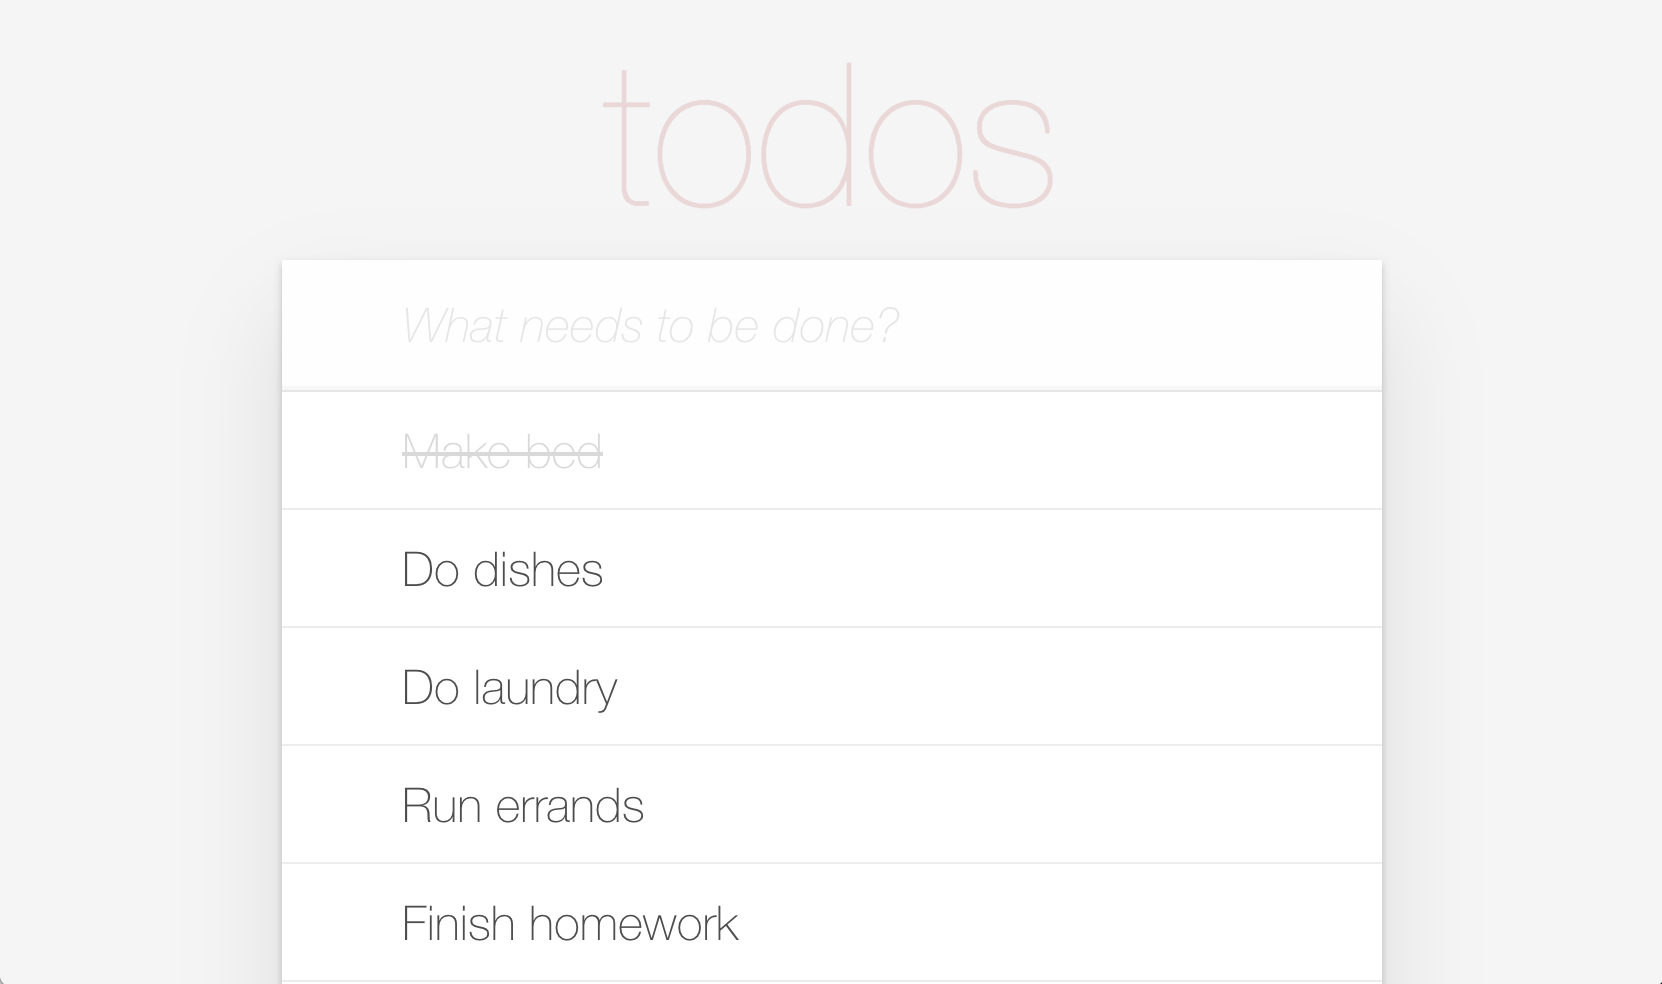 todos
What needs to be done?
Make bed
Do dishes
Do laundry
Run errands
Finish homework